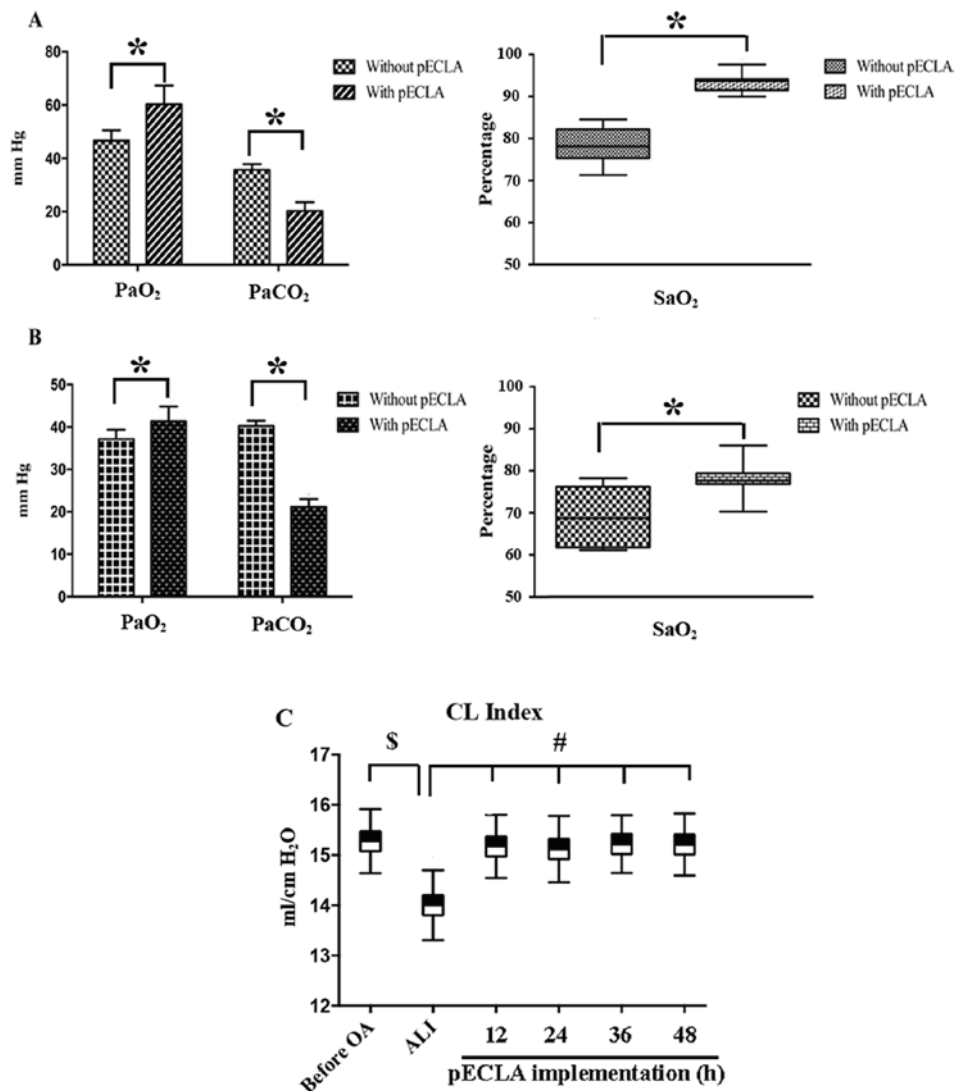 A
*
*
80
60
40
20
0
mm Hg
Without pECLA
With pECLA
PaO₂
PaCO₂
*
100
90
80
70
60
50
Percentage
Without pECLA
With pECLA
SaO₂
B
*
*
50
40
30
20
10
0
mm Hg
Without pECLA
With pECLA
PaO₂
PaCO₂
*
100
90
80
70
60
50
Percentage
Without pECLA
With pECLA
SaO₂
C
CL Index
$
#
17
16
15
14
13
12
ml/cm H₂O
Before OA
ALI
12
24
36
48
pECLA implementation (h)